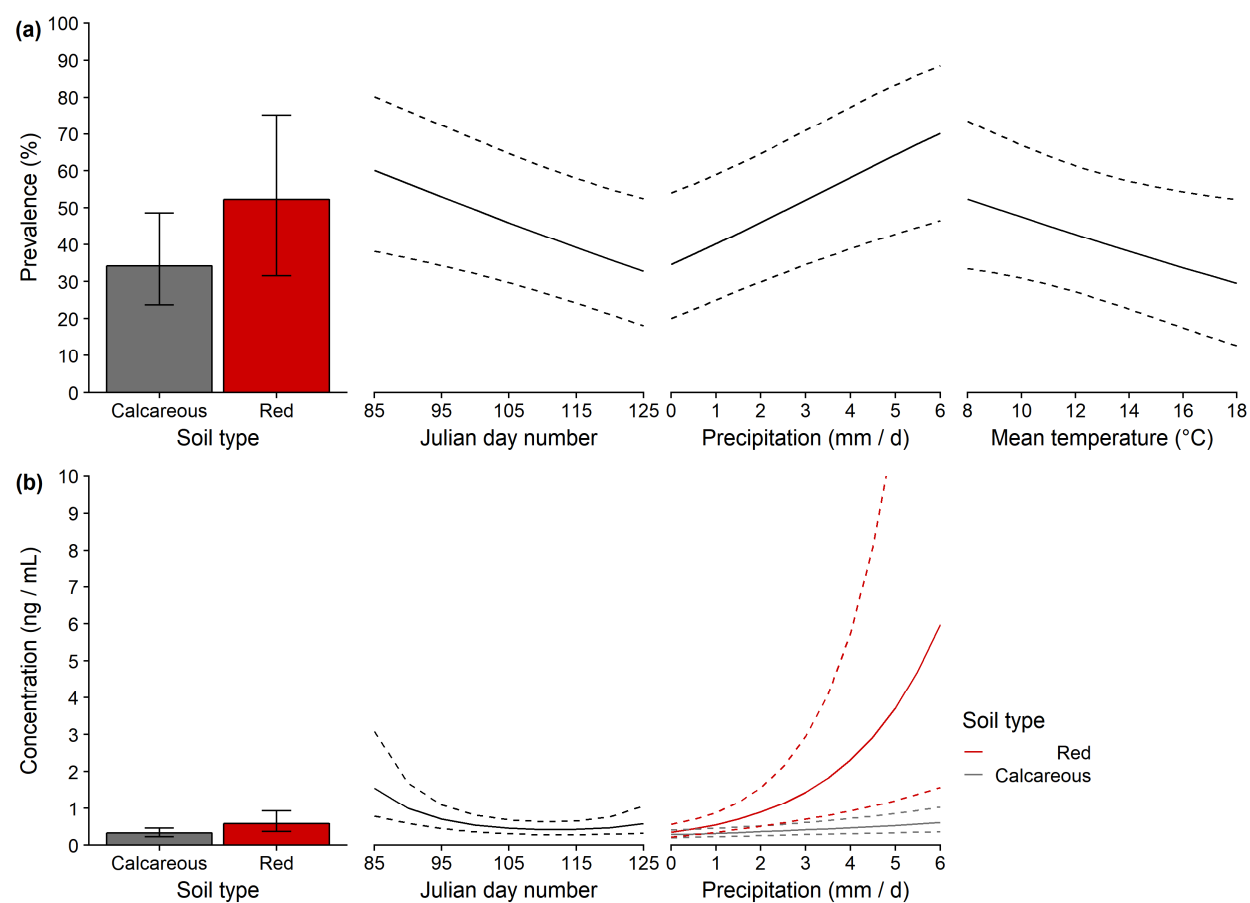 (a)
Prevalence (%)
100
90
80
70
60
50
40
30
20
10
0
Calcareous Red
Soil type
85 95 105 115 125
Julian day number
0 1 2 3 4 5 6
Precipitation (mm / d)
8 10 12 14 16 18
Mean temperature (°C)
(b)
Concentration (ng / mL)
10
9
8
7
6
5
4
3
2
1
0
Calcareous Red
Soil type
85 95 105 115 125
Julian day number
0 1 2 3 4 5 6
Precipitation (mm / d)
Soil type
Red
Calcareous